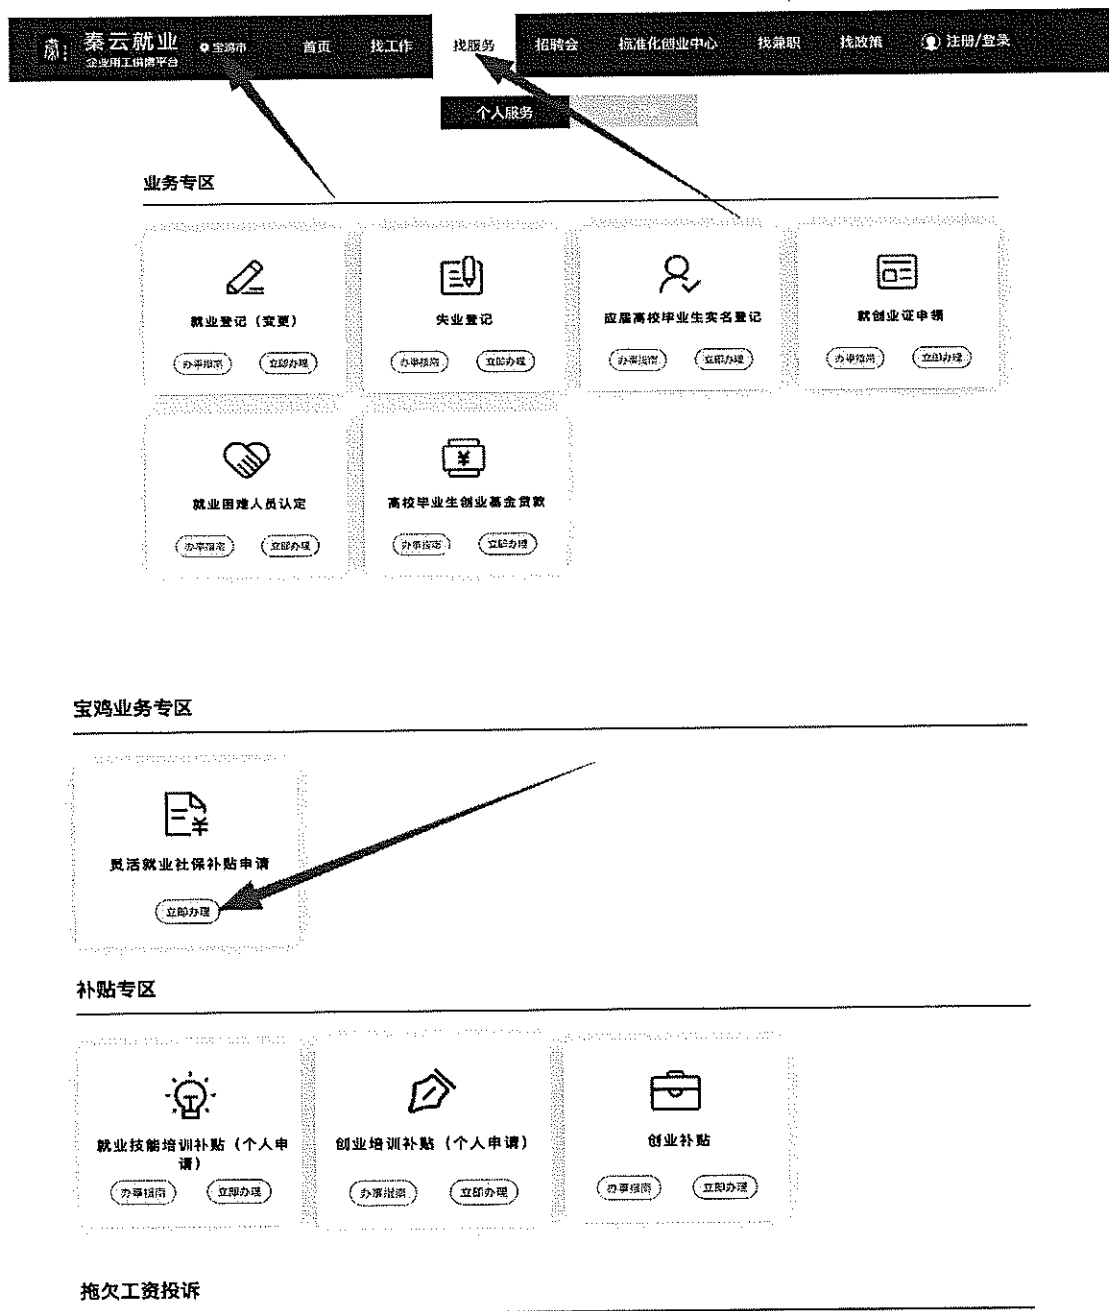 秦云就业
企业用工供需平台
宝鸡市
首页
找工作
找服务
招聘会
标准化创业中心
找兼职
找政策
注册/登录
个人服务
业务专区
就业登记（变更）
办事指南
立即办理
失业登记
办事指南
立即办理
应届高校毕业生实名登记
办事指南
立即办理
就创业证申领
办事指南
立即办理
就业困难人员认定
办事指南
立即办理
高校毕业生创业基金贷款
办事指南
立即办理
宝鸡业务专区
灵活就业社保补贴申请
立即办理
补贴专区
就业技能培训补贴（个人申
请）
办事指南
立即办理
创业培训补贴（个人申请）
办事指南
立即办理
创业补贴
办事指南
立即办理
拖欠工资投诉